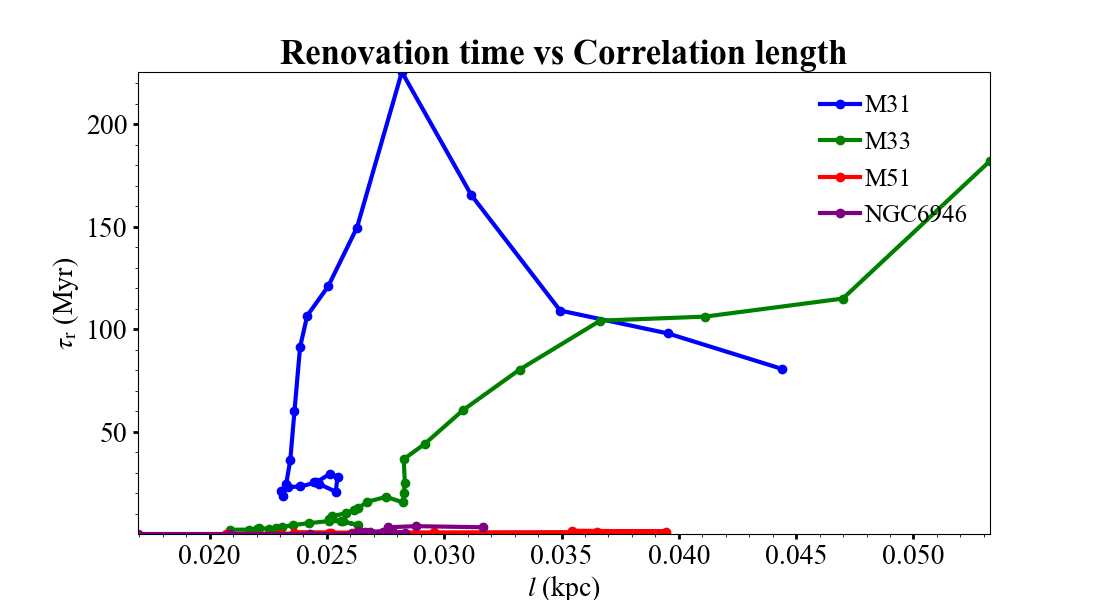 Renovation time vs Correlation length
M31
M33
M51
NGC6946
200
150
100
50
τr (Myr)
0.020 0.025 0.030 0.035 0.040 0.045 0.050
l (kpc)